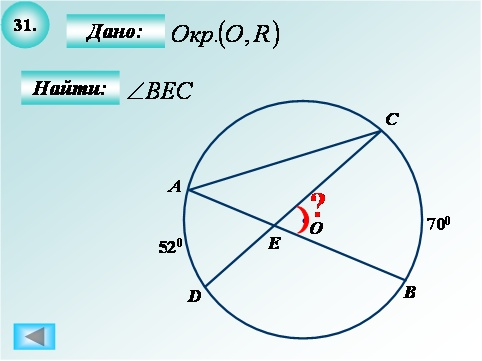 31.
Дано: Окр.(O, R)
Найти: ∠BEC
C
A
?
O
70⁰
E
52⁰
D
B